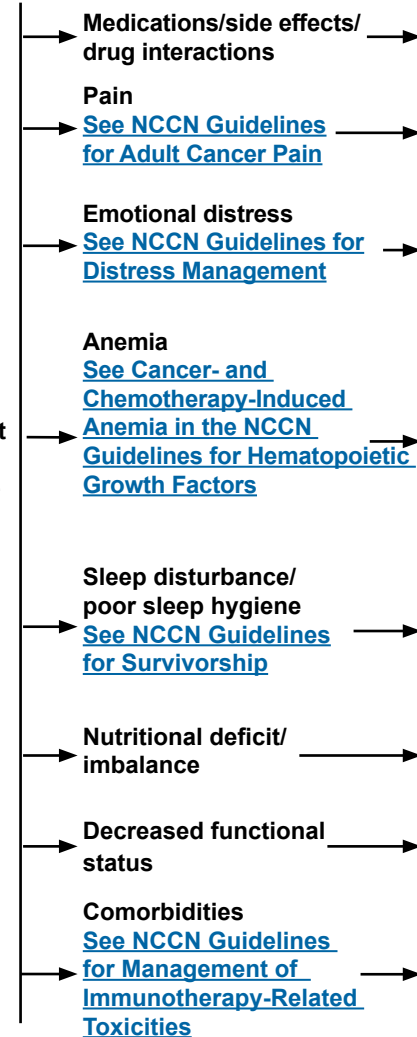 Medications/side effects/
drug interactions
Pain
See NCCN Guidelines
for Adult Cancer Pain
Emotional distress
See NCCN Guidelines for
Distress Management
Anemia
See Cancer- and
Chemotherapy-Induced
t
Anemia in the NCCN
Guidelines for Hematopoietic
Growth Factors
Sleep disturbance/
poor sleep hygiene
See NCCN Guidelines
for Survivorship
Nutritional deficit/
imbalance
Decreased functional
status
Comorbidities
See NCCN Guidelines
for Management of
Immunotherapy-Related
Toxicities